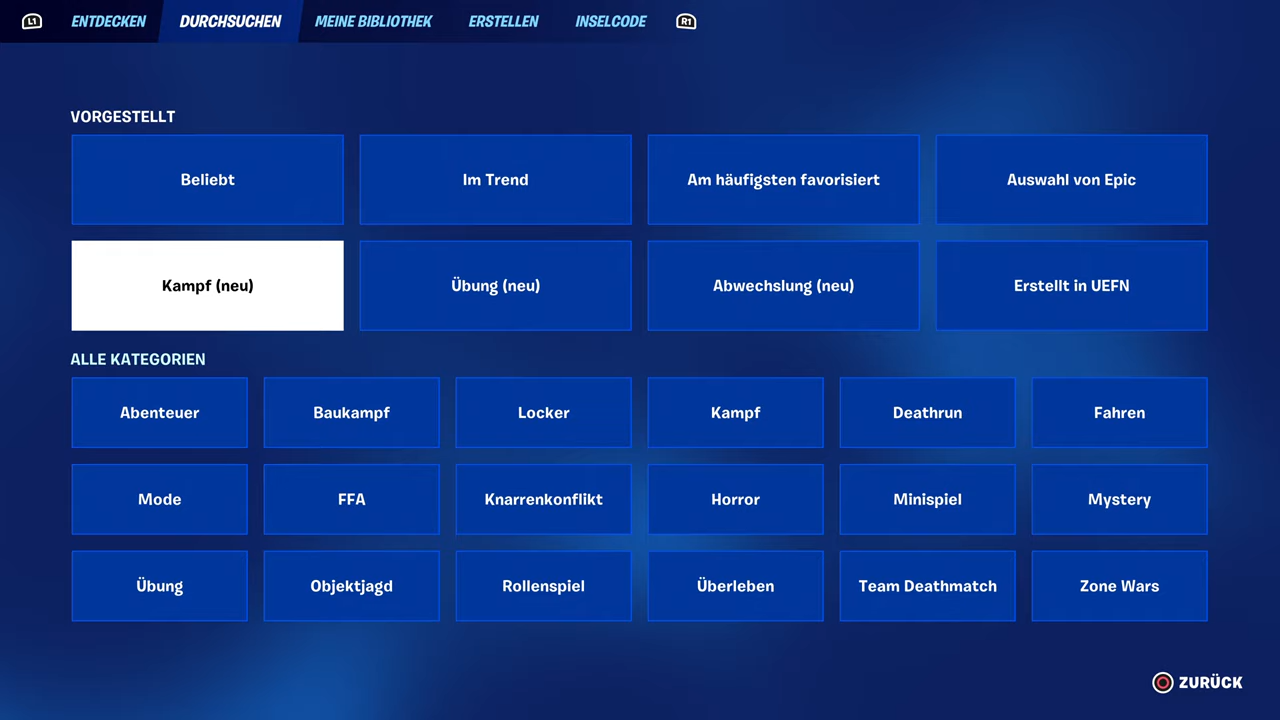 L1 ENTDECKEN DURCHSUCHEN MEINE BIBLIOTHEK ERSTELLEN INSELCODE R1
VORGESTELLT
Beliebt Im Trend Am häufigsten favorisiert Auswahl von Epic
Kampf (neu) Übung (neu) Abwechslung (neu) Erstellt in UEFN
ALLE KATEGORIEN
Abenteuer Baukampf Locker Kampf Deathrun Fahren
Mode FFA Knarrenkonflikt Horror Minispiel Mystery
Übung Objektjagd Rollenspiel Überleben Team Deathmatch Zone Wars
ZURÜCK